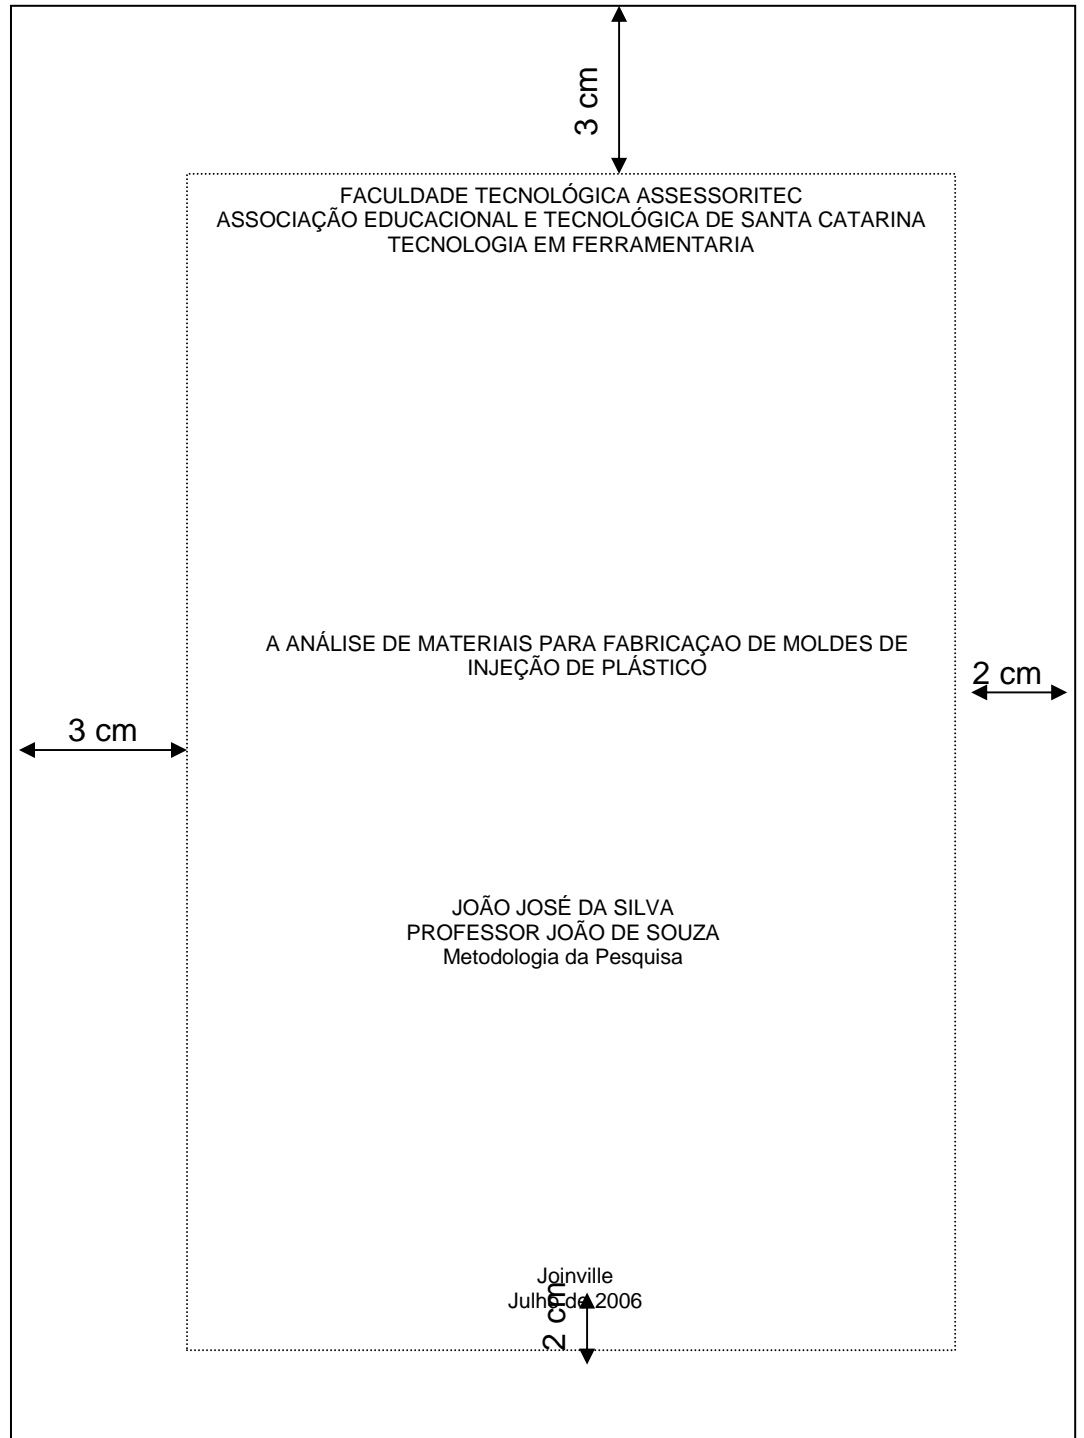 3 cm
FACULDADE TECNOLÓGICA ASSESSORITEC
ASSOCIAÇÃO EDUCACIONAL E TECNOLÓGICA DE SANTA CATARINA
TECNOLOGIA EM FERRAMENTARIA
A ANÁLISE DE MATERIAIS PARA FABRICAÇAO DE MOLDES DE
INJEÇÃO DE PLÁSTICO
2 cm
3 cm
JOÃO JOSÉ DA SILVA
PROFESSOR JOÃO DE SOUZA
Metodologia da Pesquisa
Joinville
Julho de 2006
2 cm